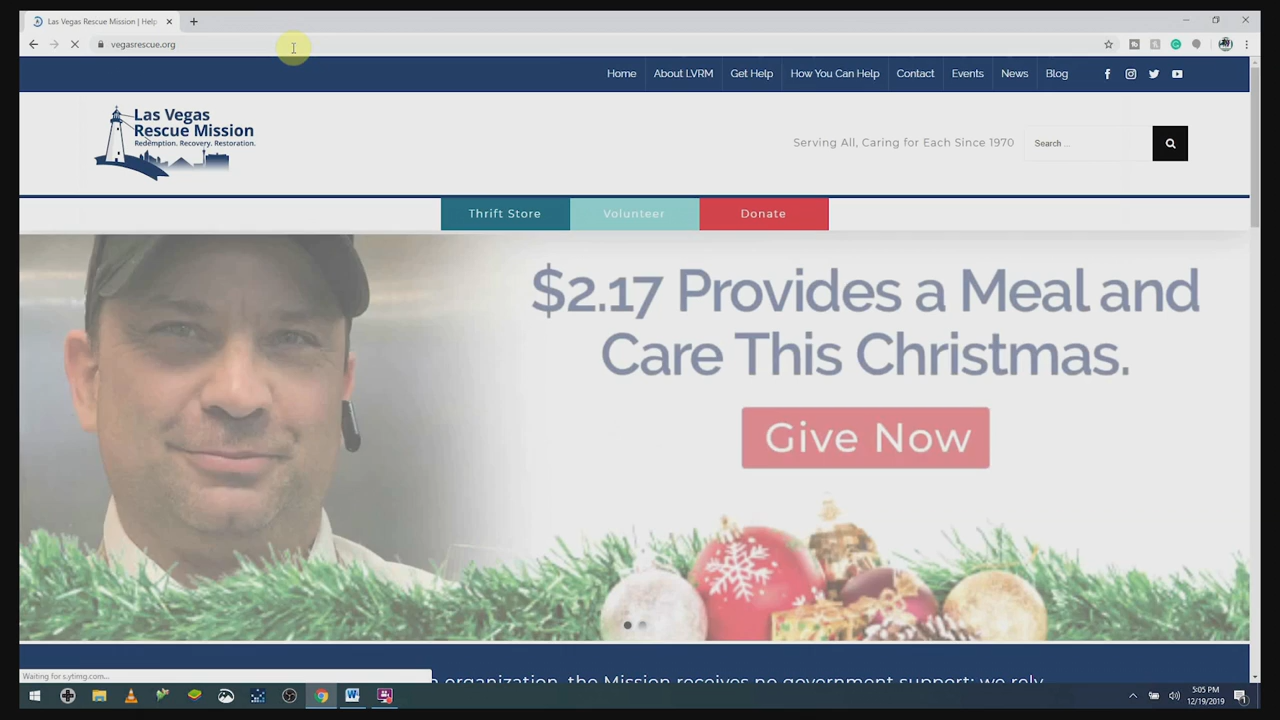 Las Vegas Rescue Mission | Help
vegasrescue.org
Home About LVRM Get Help How You Can Help Contact Events News Blog
Las Vegas
Rescue Mission
Redemption. Recovery. Restoration.
Serving All, Caring for Each Since 1970
Search ...
Thrift Store Volunteer Donate
$2.17 Provides a Meal and
Care This Christmas.
Give Now
organization, the Mission receives no government support; we rely
Waiting for s.ytimg.com...
5:05 PM
12/19/2019
1